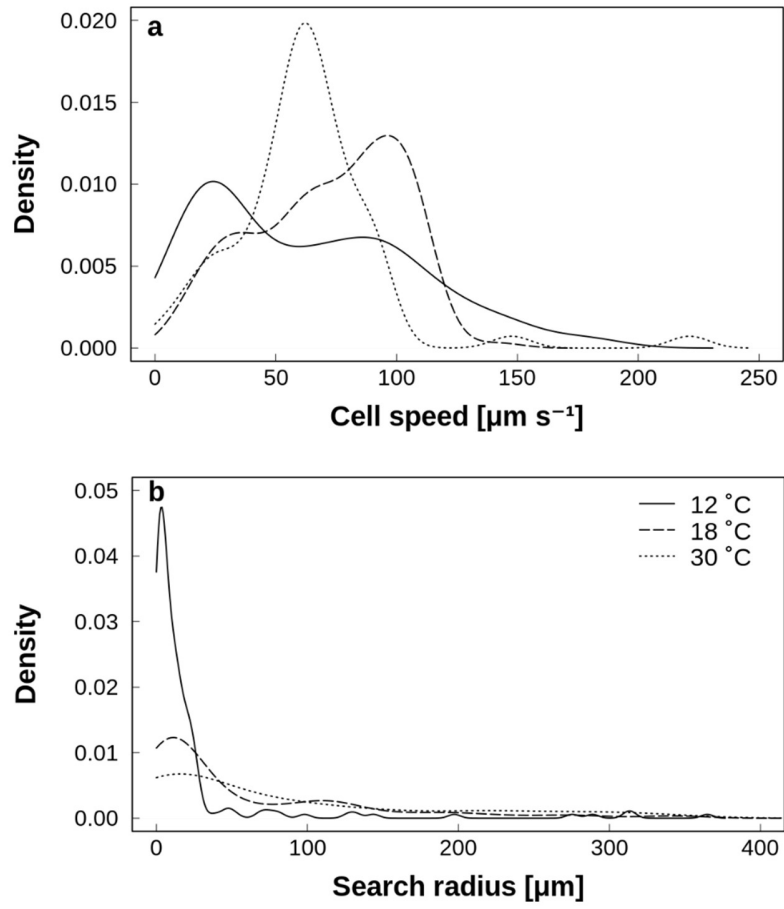 a
0.020
0.015
0.010
0.005
0.000
Density
0 50 100 150 200 250
Cell speed [µm s⁻¹]
b
0.05
0.04
0.03
0.02
0.01
0.00
Density
12 ˚C
18 ˚C
30 ˚C
0 100 200 300 400
Search radius [µm]